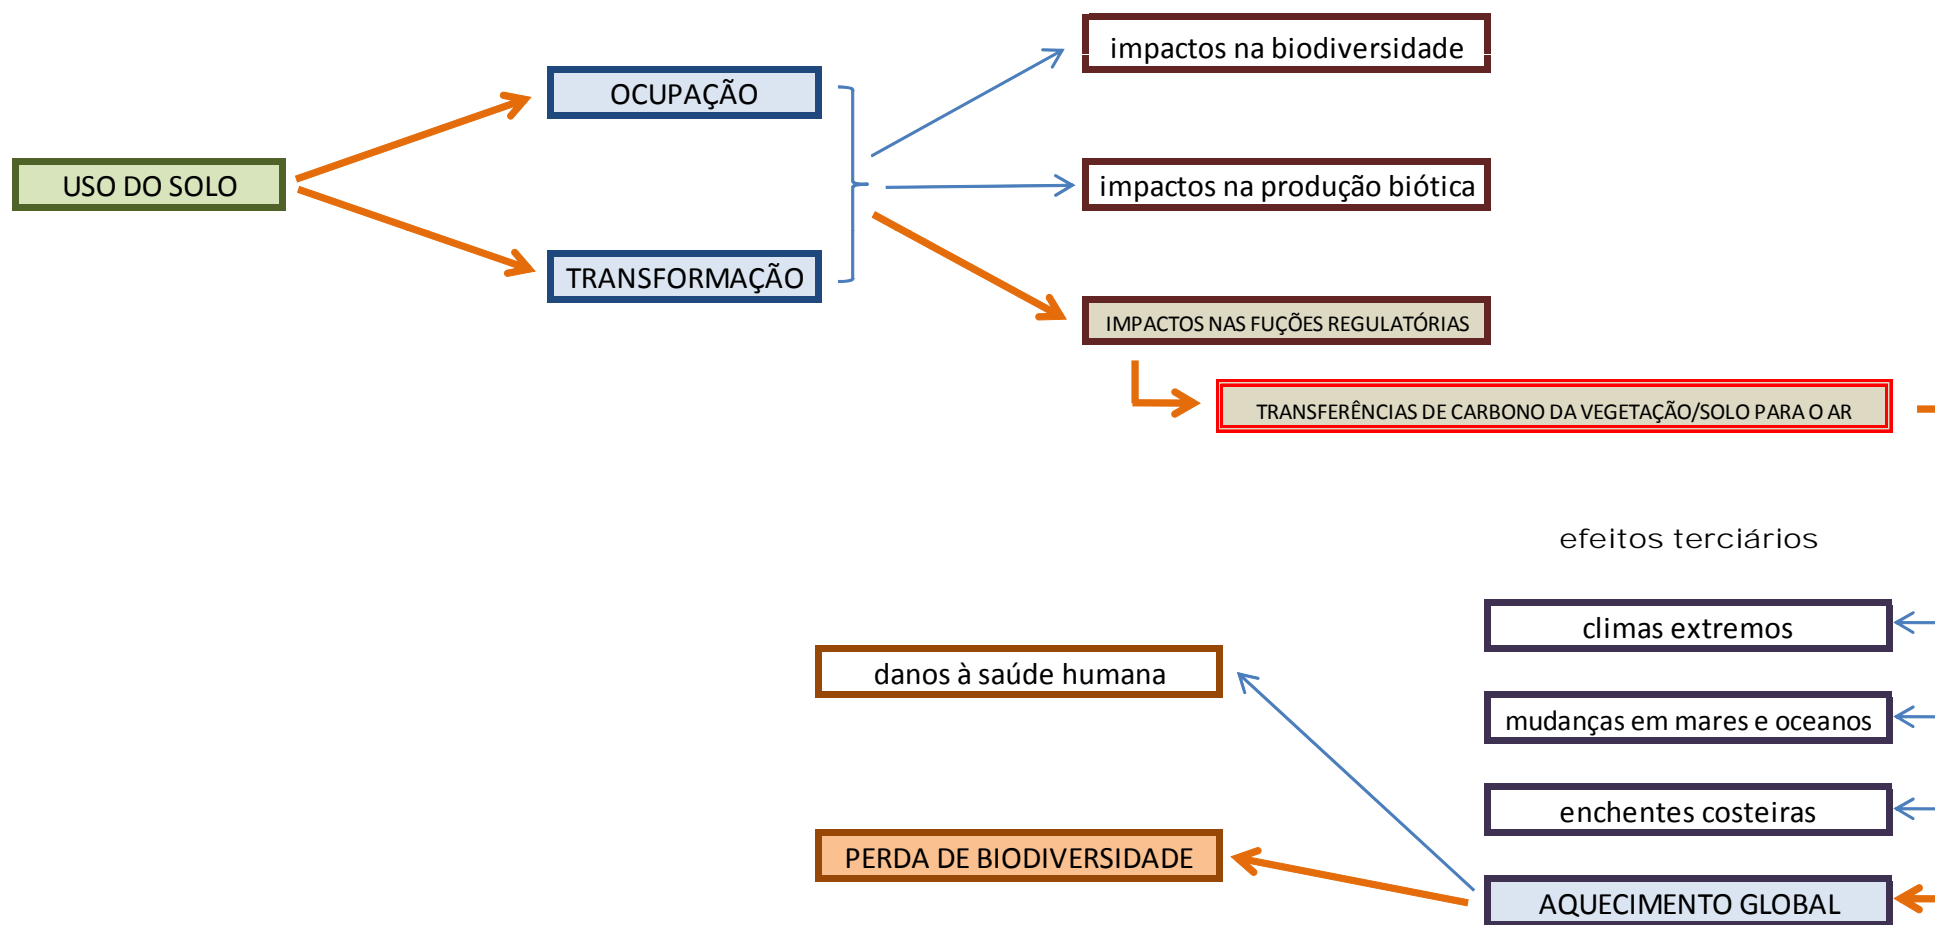 impactos na biodiversidade
OCUPAÇÃO
USO DO SOLO
impactos na produção biótica
TRANSFORMAÇÃO
IMPACTOS NAS FUÇÕES REGULATÓRIAS
TRANSFERÊNCIAS DE CARBONO DA VEGETAÇÃO/SOLO PARA O AR
efeitos terciários
climas extremos
danos à saúde humana
mudanças em mares e oceanos
enchentes costeiras
PERDA DE BIODIVERSIDADE
AQUECIMENTO GLOBAL